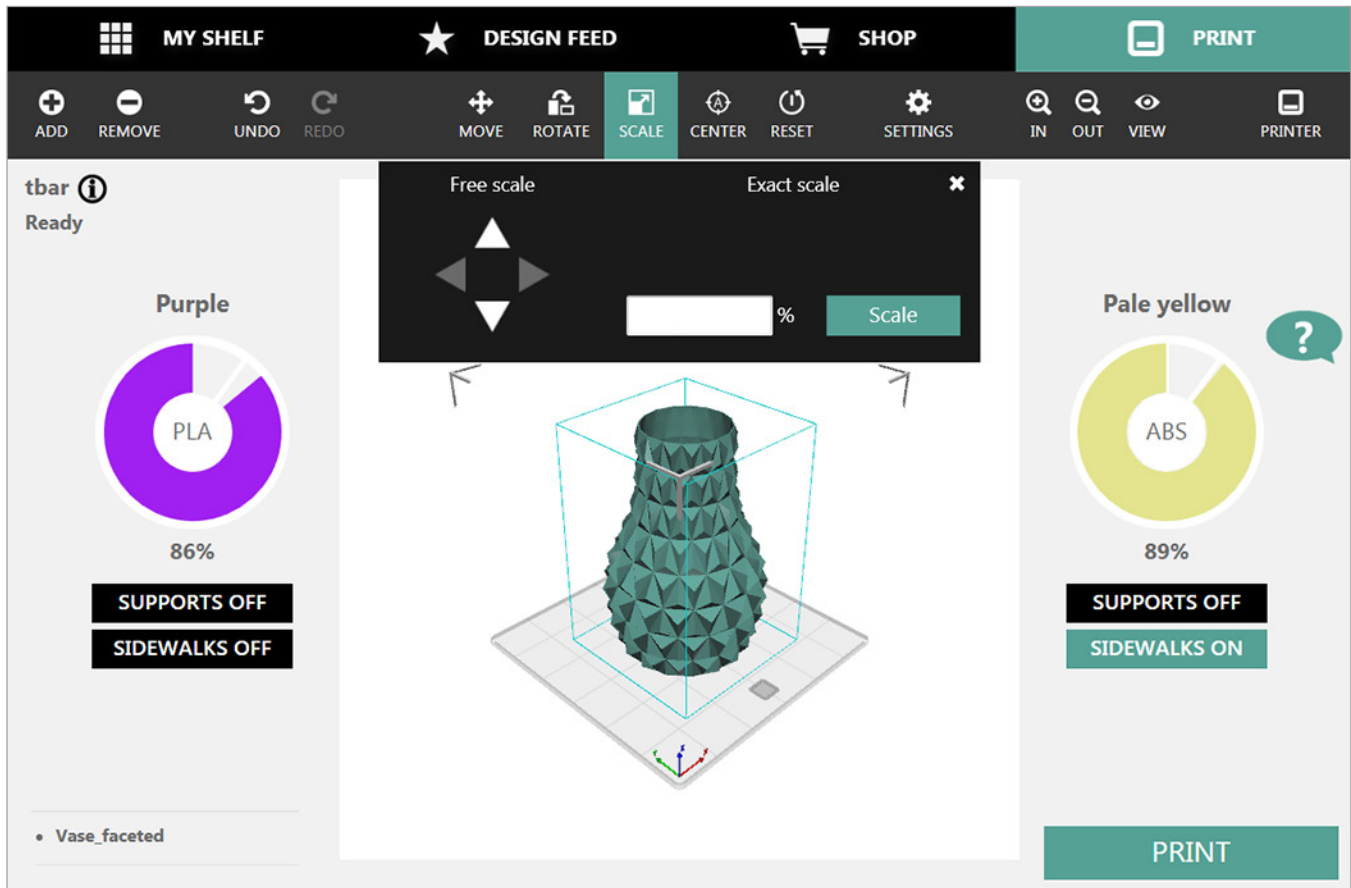 MY SHELF
DESIGN FEED
SHOP
PRINT
ADD
REMOVE
UNDO
REDO
MOVE
ROTATE
SCALE
CENTER
RESET
SETTINGS
IN
OUT
VIEW
PRINTER
tbar
Ready
Free scale
Exact scale
%
Scale
Purple
PLA
86%
SUPPORTS OFF
SIDEWALKS OFF
Pale yellow
?
ABS
89%
SUPPORTS OFF
SIDEWALKS ON
• Vase_faceted
PRINT